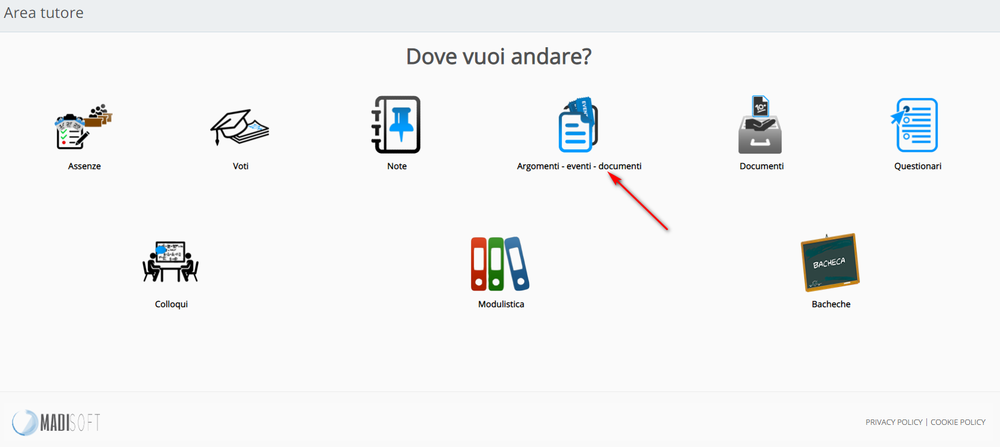 Area tutore
Dove vuoi andare?
EVEN
10+
Assenze
Voti
Note
Argomenti - eventi - documenti
Documenti
Questionari
BACHECA
Colloqui
Modulistica
Bacheche
MADISOFT
PRIVACY POLICY | COOKIE POLICY